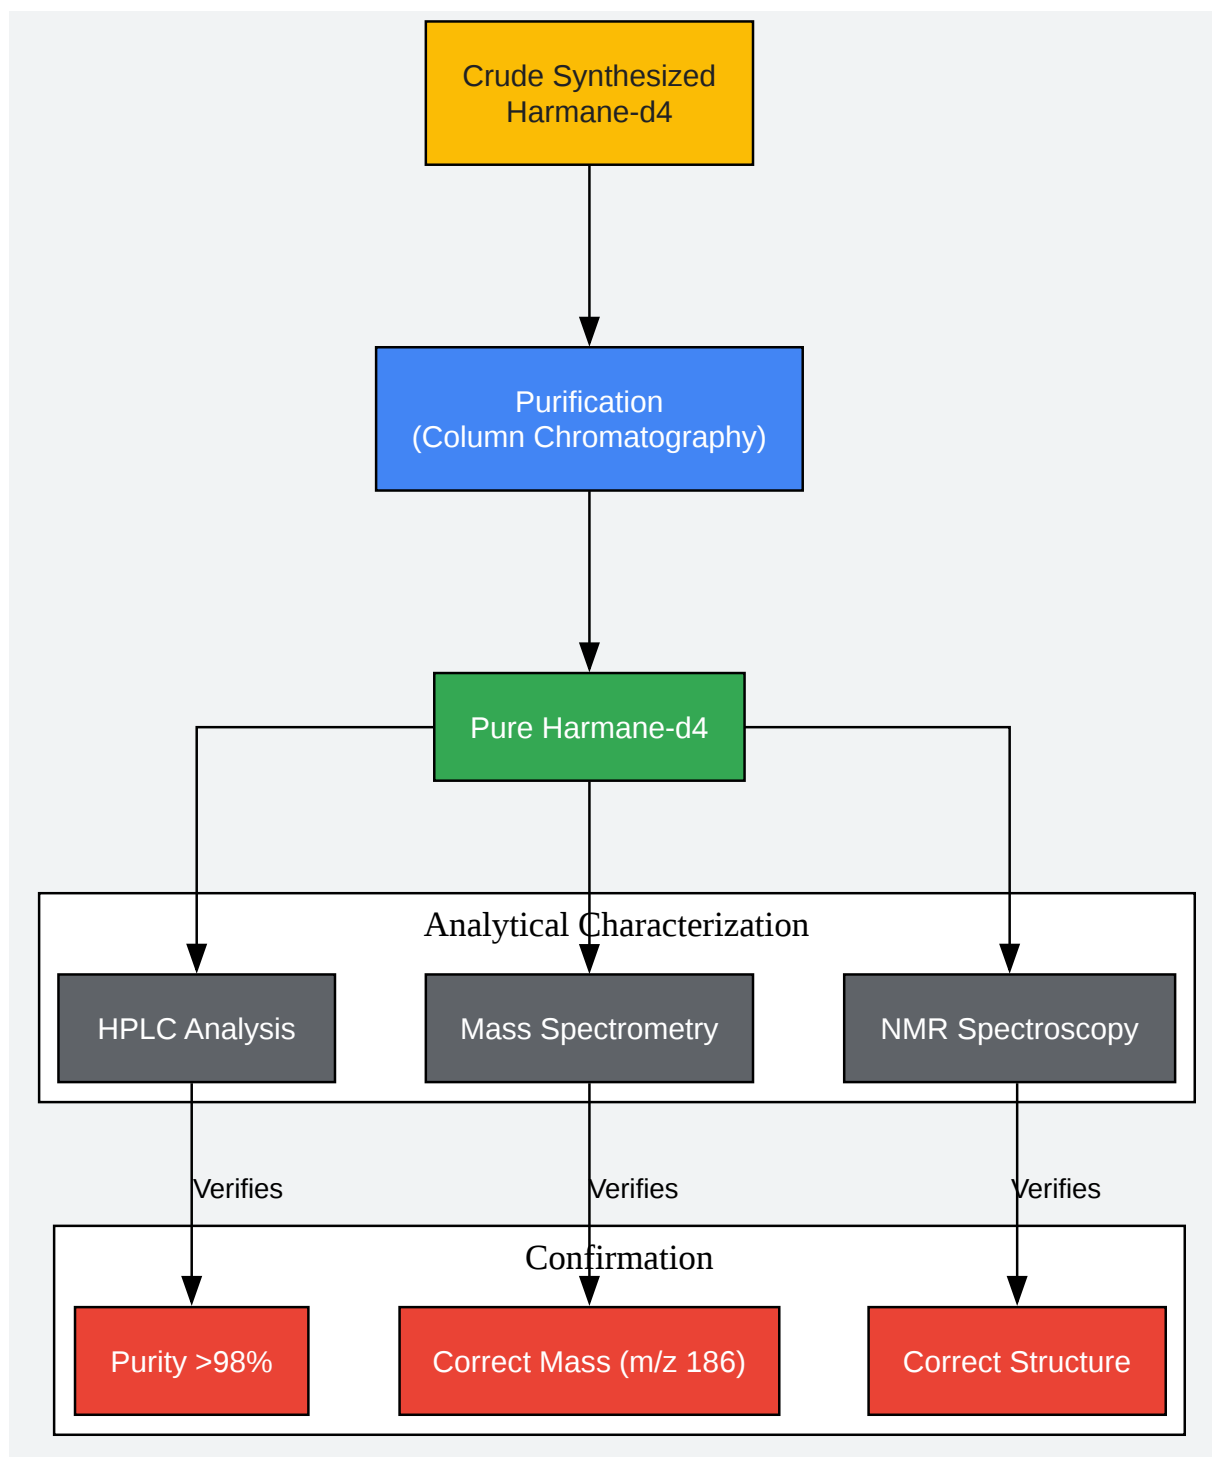 Crude Synthesized
Harmane-d4
Purification
(Column Chromatography)
Pure Harmane-d4
Analytical Characterization
HPLC Analysis
Mass Spectrometry
NMR Spectroscopy
Verifies
Verifies
Verifies
Confirmation
Purity >98%
Correct Mass (m/z 186)
Correct Structure